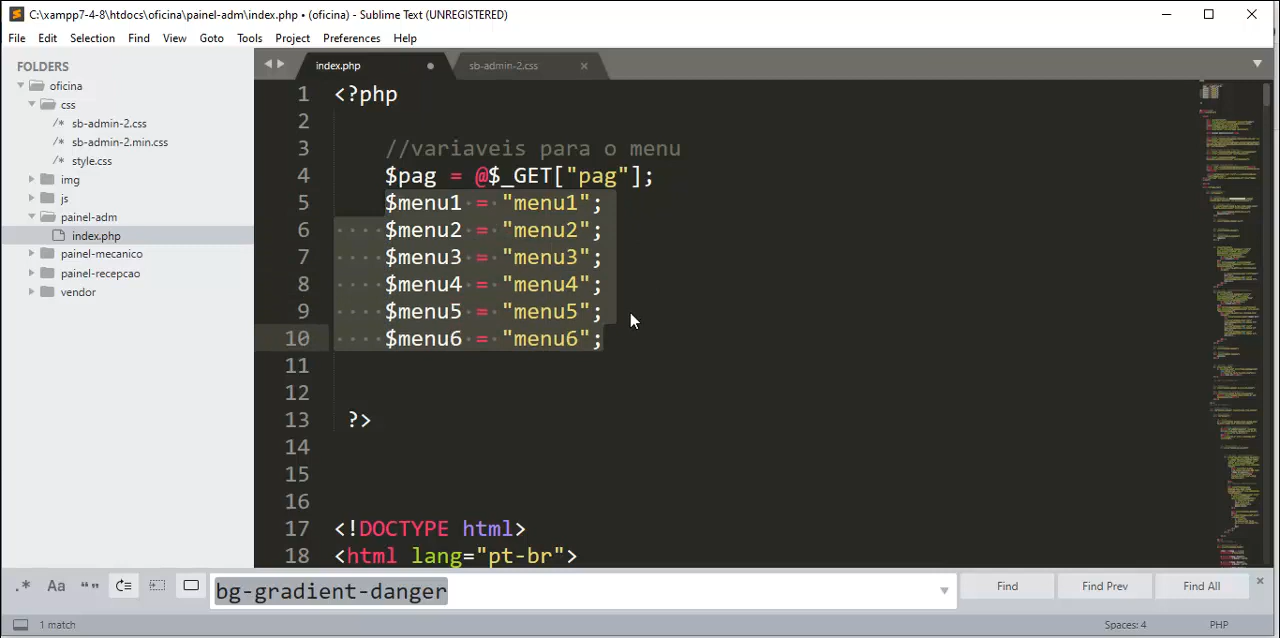 C:\xampp7-4-8\htdocs\oficina\painel-adm\index.php • (oficina) - Sublime Text (UNREGISTERED)
File Edit Selection Find View Goto Tools Project Preferences Help
FOLDERS
oficina
css
/* sb-admin-2.css
/* sb-admin-2.min.css
/* style.css
img
js
painel-adm
index.php
painel-mecanico
painel-recepcao
vendor
index.php
sb-admin-2.css
1 <?php
2
3 //variaveis para o menu
4 $pag = @$_GET["pag"];
5 $menu1 = "menu1";
6 $menu2 = "menu2";
7 $menu3 = "menu3";
8 $menu4 = "menu4";
9 $menu5 = "menu5";
10 $menu6 = "menu6";
11
12
13 ?>
14
15
16
17 <!DOCTYPE html>
18 <html lang="pt-br">
.* Aa “” bg-gradient-danger Find Find Prev Find All
1 match Spaces: 4 PHP